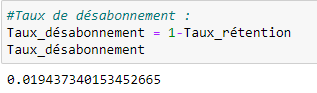 #Taux de désabonnement :
Taux_désabonnement = 1-Taux_rétention
Taux_désabonnement
0.019437340153452665